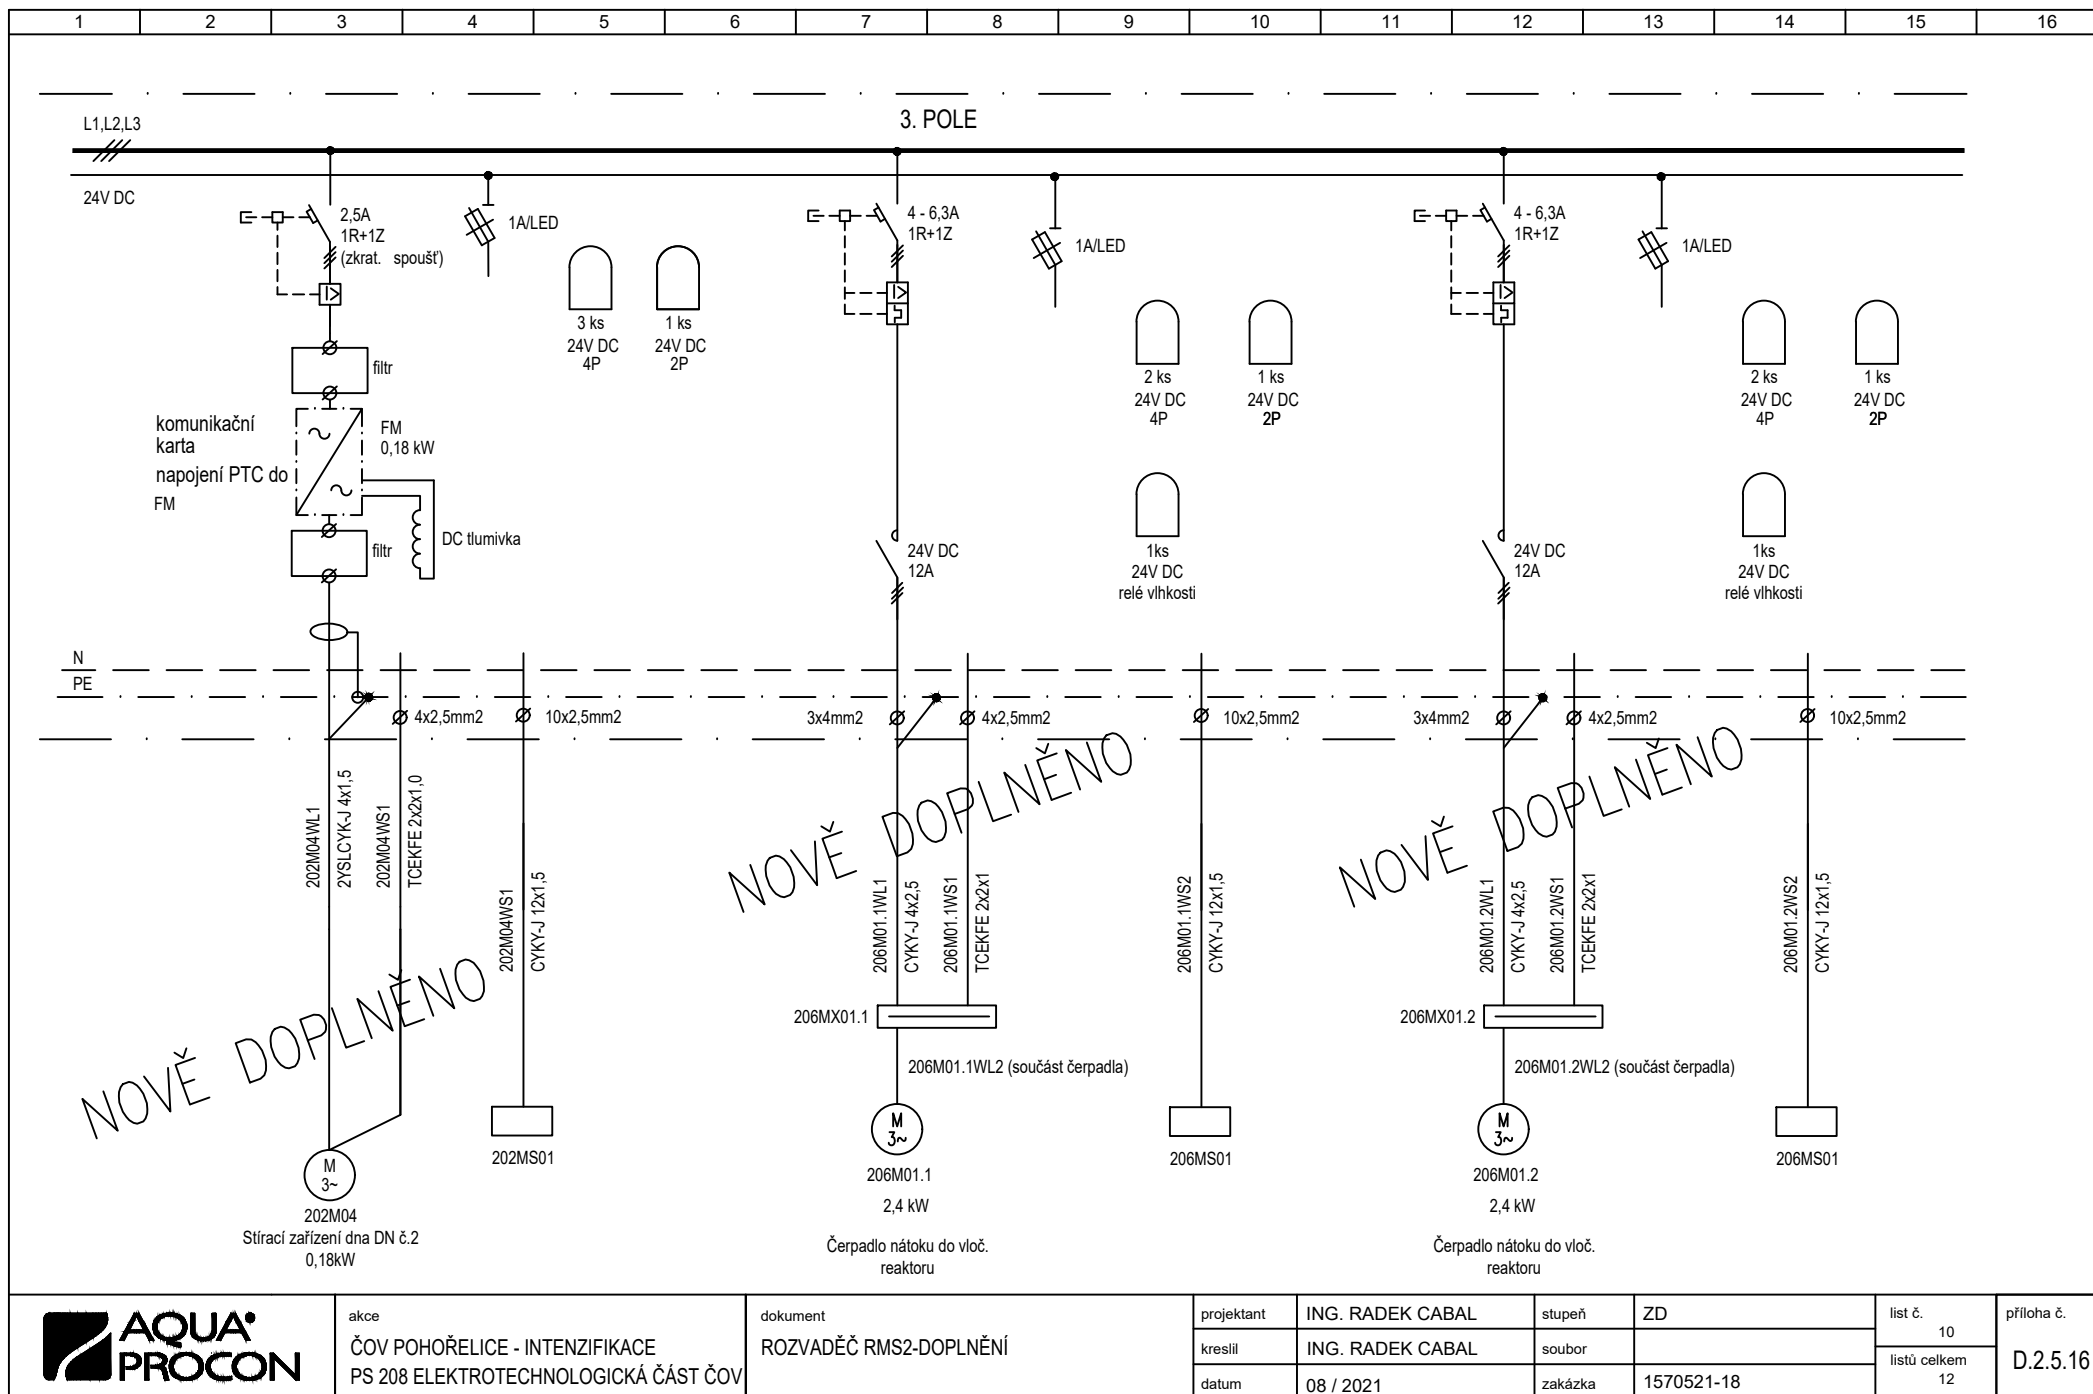 1 2 3 4 5 6 7 8 9 10 11 12 13 14 15 16
3. POLE
L1,L2,L3
24V DC
2,5A
1R+1Z
(zkrat. spoušť)
1A/LED
3 ks
24V DC
4P
1 ks
24V DC
2P
filtr
komunikační
karta
napojení PTC do
FM
FM
0,18 kW
filtr
DC tlumivka
4 - 6,3A
1R+1Z
1A/LED
2 ks
24V DC
4P
1 ks
24V DC
2P
1ks
24V DC
relé vlhkosti
24V DC
12A
4 - 6,3A
1R+1Z
1A/LED
2 ks
24V DC
4P
1 ks
24V DC
2P
1ks
24V DC
relé vlhkosti
24V DC
12A
N
PE
4x2,5mm2
10x2,5mm2
3x4mm2
4x2,5mm2
10x2,5mm2
3x4mm2
4x2,5mm2
10x2,5mm2
202M04WL1
2YSLCYK-J 4x1,5
202M04WS1
TCEKFE 2x2x1,0
202M04WS1
CYKY-J 12x1,5
206M01.1WL1
CYKY-J 4x2,5
206M01.1WS1
TCEKFE 2x2x1
206M01.1WS2
CYKY-J 12x1,5
206M01.2WL1
CYKY-J 4x2,5
206M01.2WS1
TCEKFE 2x2x1
206M01.2WS2
CYKY-J 12x1,5
NOVĚ DOPLNĚNO
NOVĚ DOPLNĚNO
NOVĚ DOPLNĚNO
206MX01.1
206M01.1WL2 (součást čerpadla)
206MX01.2
206M01.2WL2 (součást čerpadla)
M
3~
202M04
Stírací zařízení dna DN č.2
0,18kW
202MS01
M
3~
206M01.1
2,4 kW
Čerpadlo nátoku do vloč.
reaktoru
206MS01
M
3~
206M01.2
2,4 kW
Čerpadlo nátoku do vloč.
reaktoru
206MS01
AQUA
PROCON
akce
ČOV POHOŘELICE - INTENZIFIKACE
PS 208 ELEKTROTECHNOLOGICKÁ ČÁST ČOV
dokument
ROZVADĚČ RMS2-DOPLNĚNÍ
projektant ING. RADEK CABAL
kreslil ING. RADEK CABAL
datum 08 / 2021
stupeň ZD
soubor
zakázka 1570521-18
list č.
10
listů celkem
12
příloha č.
D.2.5.16